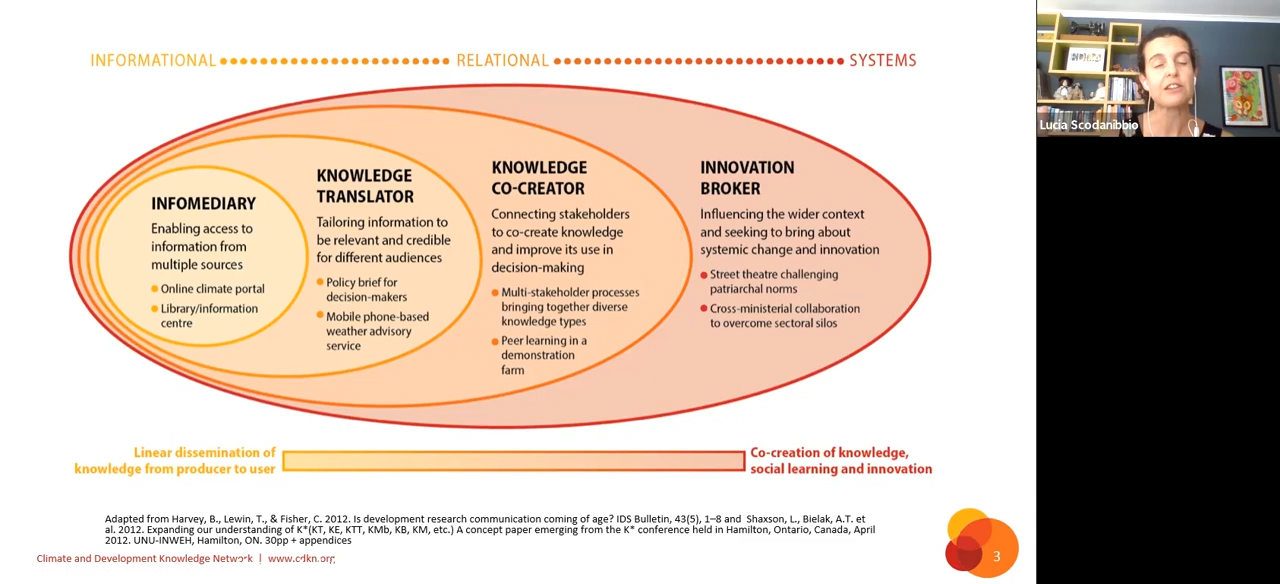 INFORMATIONAL RELATIONAL SYSTEMS
Lucia Scodanibbio
INFOMEDIARY
Enabling access to
information from
multiple sources
Online climate portal
Library/information
centre
KNOWLEDGE
TRANSLATOR
Tailoring information to
be relevant and credible
for different audiences
Policy brief for
decision-makers
Mobile phone-based
weather advisory
service
KNOWLEDGE
CO-CREATOR
Connecting stakeholders
to co-create knowledge
and improve its use in
decision-making
Multi-stakeholder processes
bringing together diverse
knowledge types
Peer learning in a
demonstration
farm
INNOVATION
BROKER
Influencing the wider context
and seeking to bring about
systemic change and innovation
Street theatre challenging
patriarchal norms
Cross-ministerial collaboration
to overcome sectoral silos
Linear dissemination of
knowledge from producer to user
Co-creation of knowledge,
social learning and innovation
Adapted from Harvey, B., Lewin, T., & Fisher, C. 2012. Is development research communication coming of age? IDS Bulletin, 43(5), 1–8 and Shaxson, L., Bielak, A.T. et
al. 2012. Expanding our understanding of K*(KT, KE, KTT, KMb, KB, KM, etc.) A concept paper emerging from the K* conference held in Hamilton, Ontario, Canada, April
2012. UNU-INWEH, Hamilton, ON. 30pp + appendices
Climate and Development Knowledge Network | www.cdkn.org
3